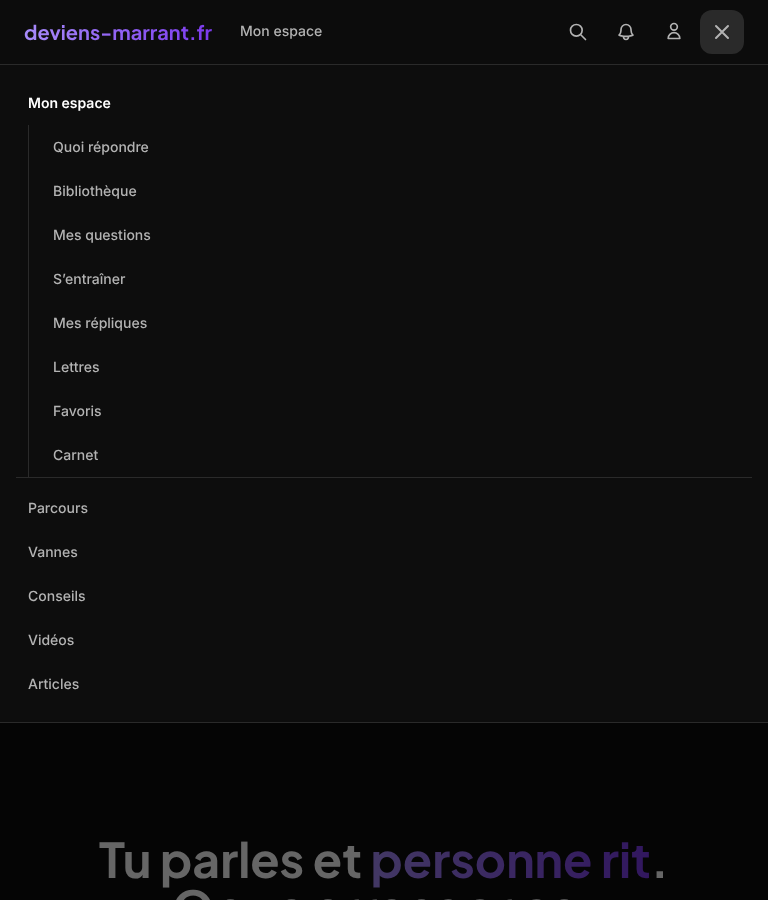 deviens-marrant.fr
Mon espace
Mon espace
Quoi répondre
Bibliothèque
Mes questions
S’entraîner
Mes répliques
Lettres
Favoris
Carnet
Parcours
Vannes
Conseils
Vidéos
Articles
Tu parles et personne rit.